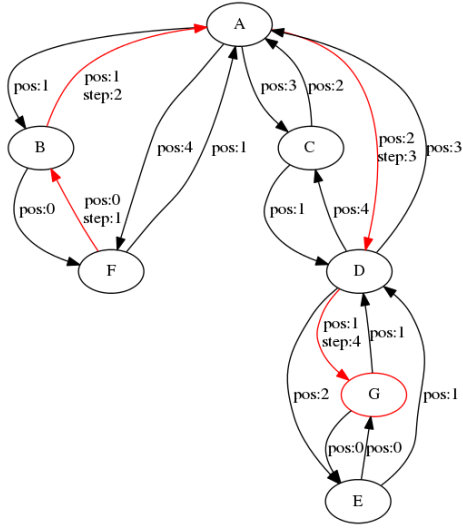 A
pos:1
pos:1
step:2
pos:3
pos:2
B
pos:4
pos:1
C
pos:2
step:3
pos:3
pos:0
pos:0
step:1
pos:1
pos:4
F
D
pos:1
step:4
pos:1
pos:2
G
pos:1
pos:0
pos:0
E